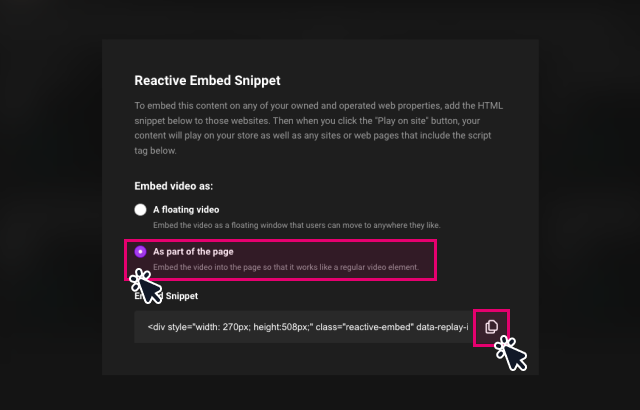 Reactive Embed Snippet
To embed this content on any of your owned and operated web properties, add the HTML
snippet below to those websites. Then when you click the "Play on site" button, your
content will play on your store as well as any sites or web pages that include the script
tag below.
Embed video as:
A floating video
Embed the video as a floating window that users can move to anywhere they like.
As part of the page
Embed the video into the page so that it works like a regular video element.
Snippet
<div style="width: 270px; height:508px;" class="reactive-embed" data-replay-i